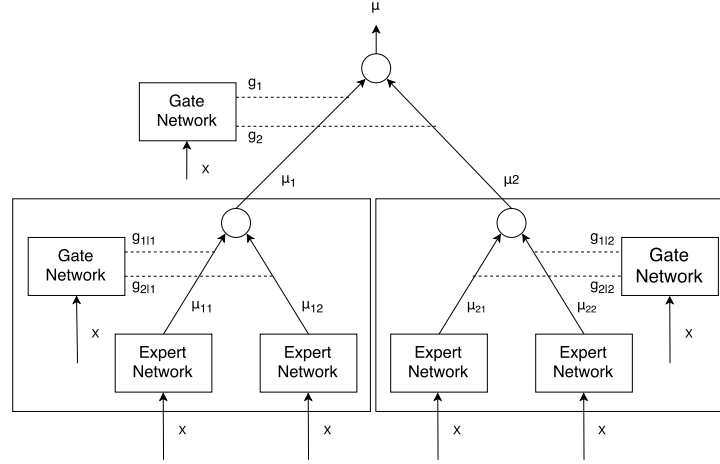 μ
g₁
Gate
Network
g₂
x
μ₁
μ2
g₁|₁
Gate
Network
g₂|₁
g₁|₂
Gate
Network
g₂|₂
μ₁₁
μ₁₂
μ₂₁
μ₂₂
x
x
Expert
Network
Expert
Network
Expert
Network
Expert
Network
x
x
x
x